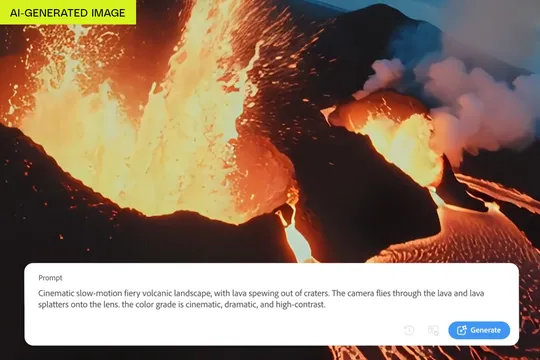 AI-GENERATED IMAGE
Prompt
Cinematic slow-motion fiery volcanic landscape, with lava spewing out of craters. The camera flies through the lava and lava
splatters onto the lens. the color grade is cinematic, dramatic, and high-contrast.
Generate